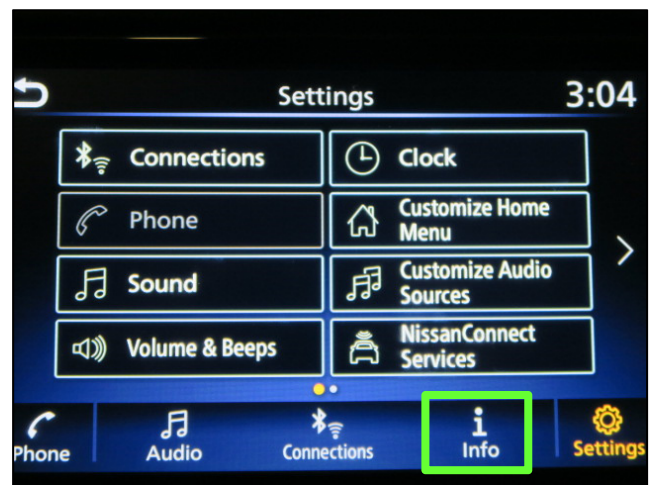 Settings
3:04
Connections
Clock
Phone
Customize Home
Menu
Sound
Customize Audio
Sources
Volume & Beeps
NissanConnect
Services
Phone
Audio
Connections
Info
Settings